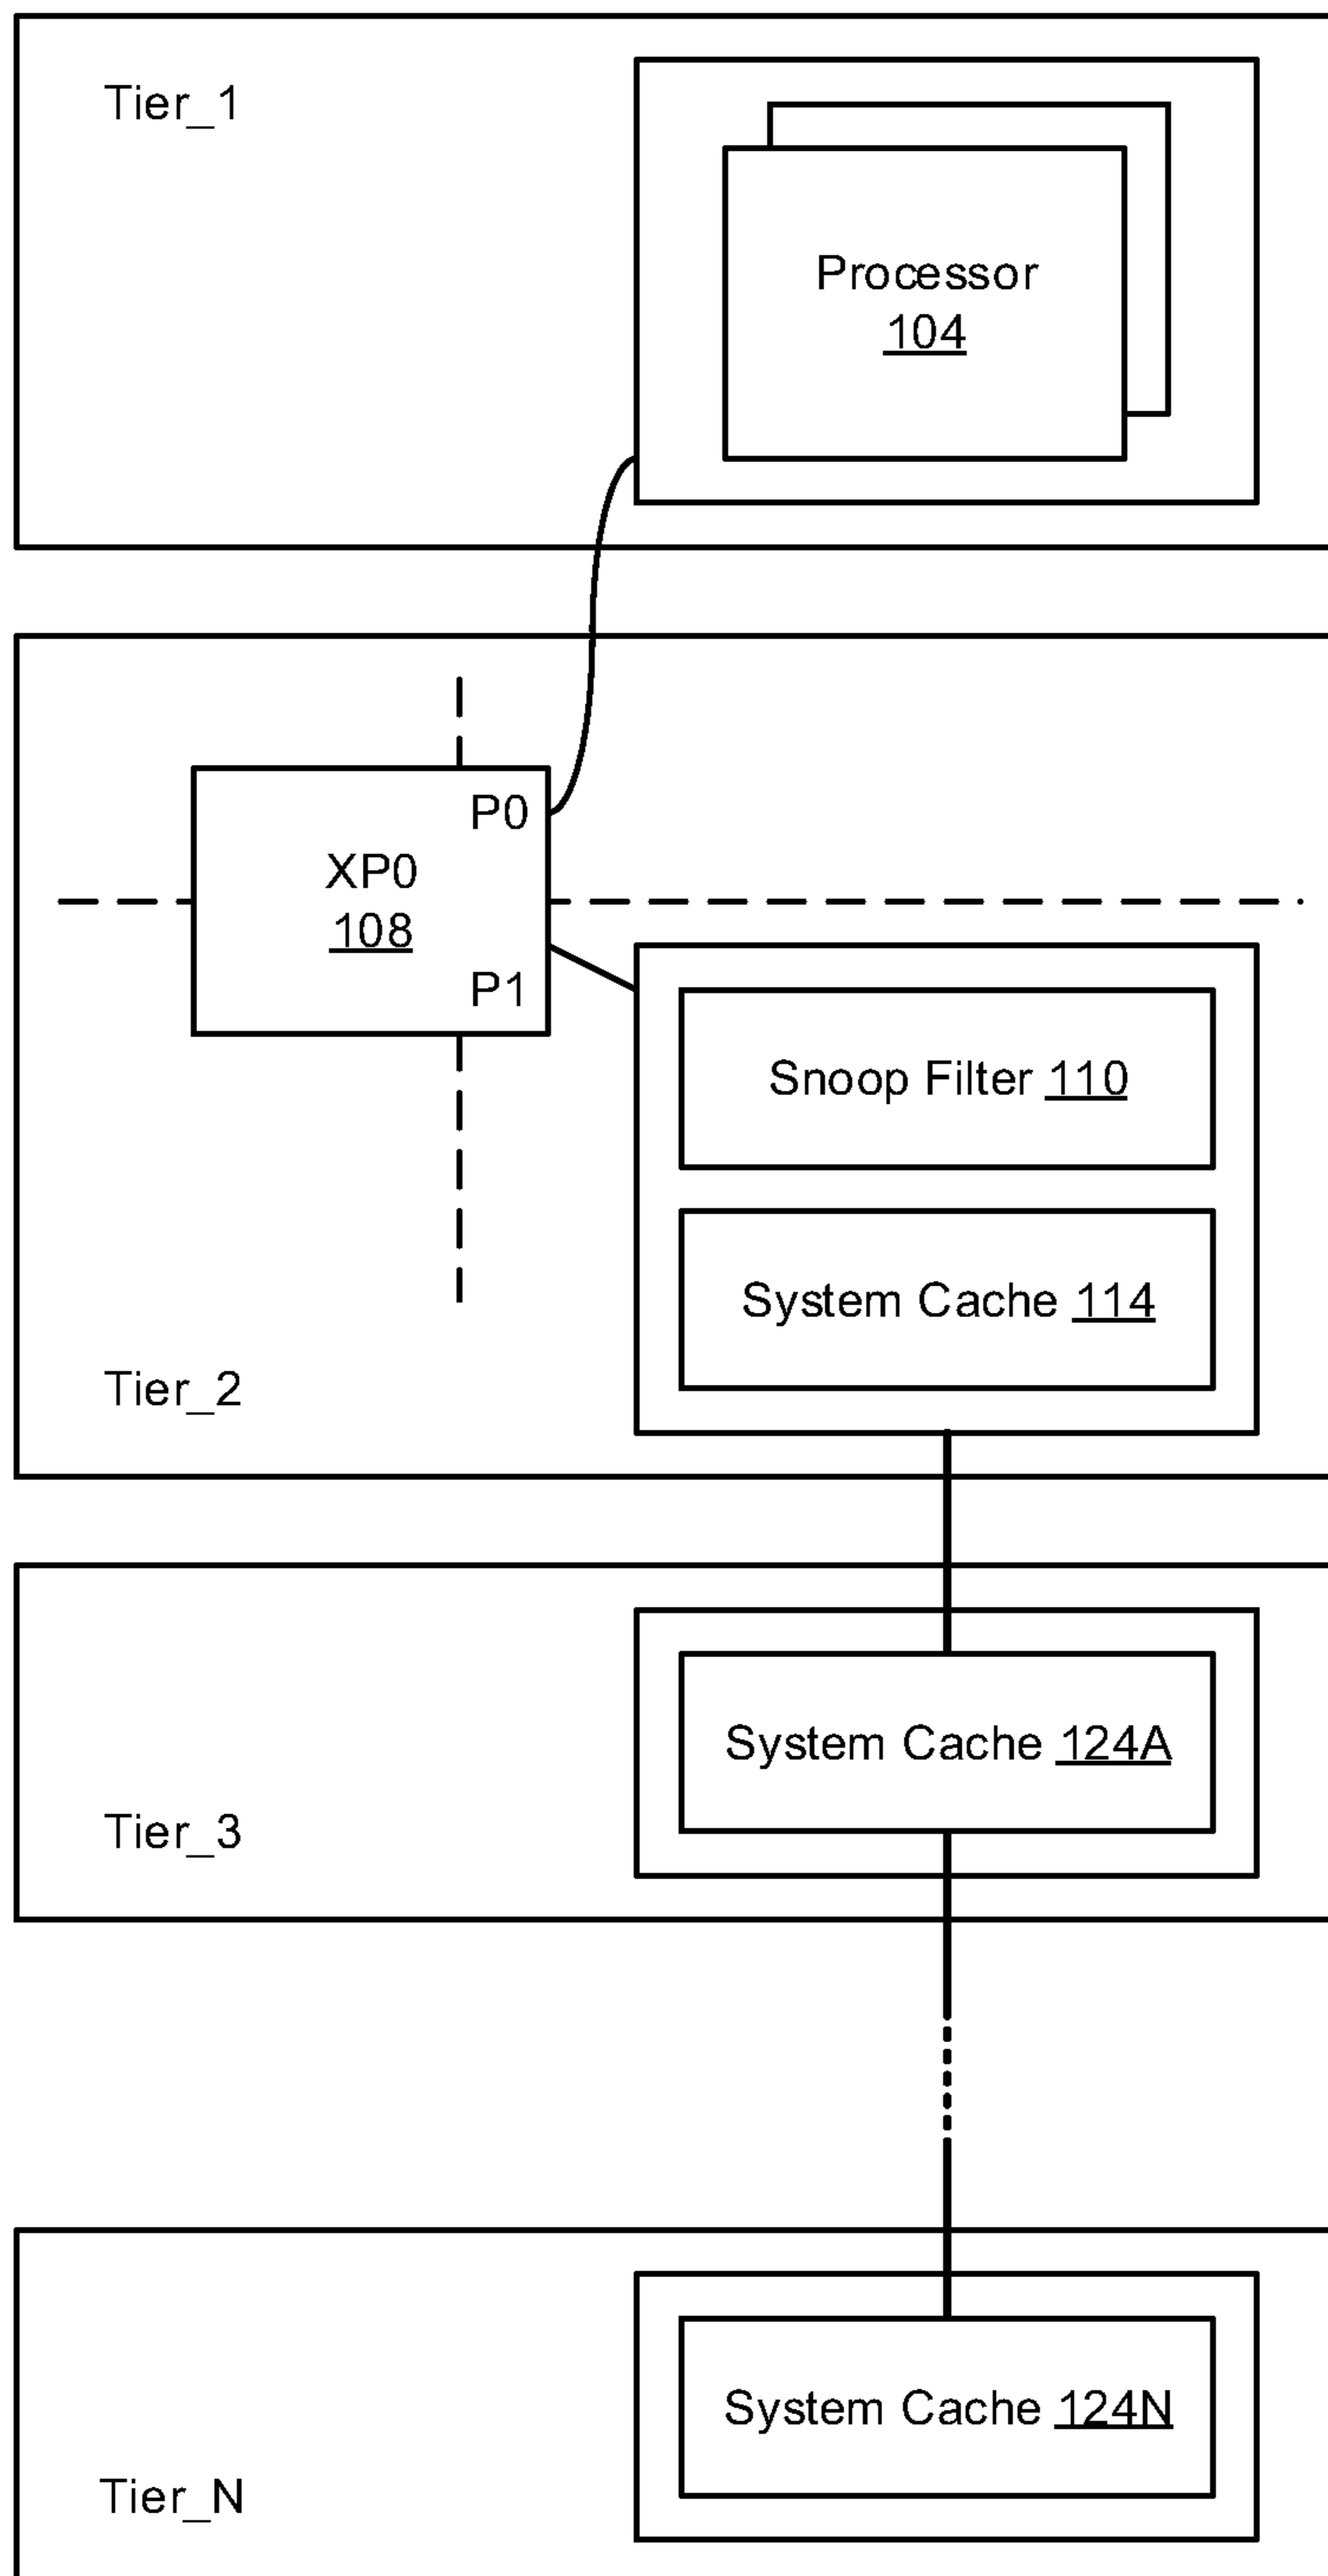 Tier_1
Processor
104
P0
XP0
108
P1
Snoop Filter 110
System Cache 114
Tier_2
System Cache 124A
Tier_3
System Cache 124N
Tier_N